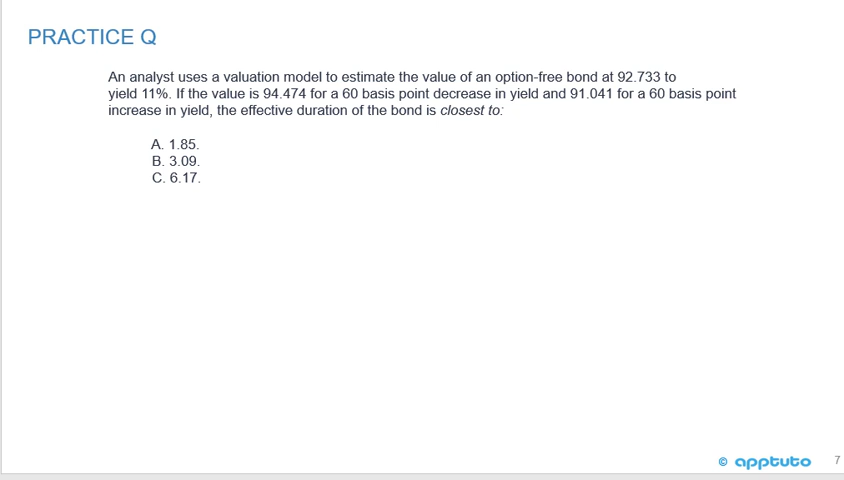 PRACTICE Q
An analyst uses a valuation model to estimate the value of an option-free bond at 92.733 to
yield 11%. If the value is 94.474 for a 60 basis point decrease in yield and 91.041 for a 60 basis point
increase in yield, the effective duration of the bond is closest to:
A. 1.85.
B. 3.09.
C. 6.17.
© apptuto 7